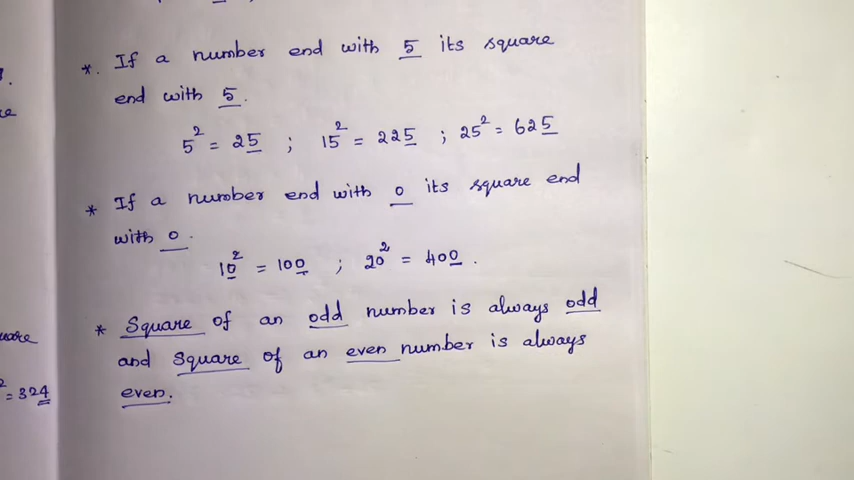 *. If a number end with 5 its square
end with 5.
5² = 25 ; 15² = 225 ; 25² = 625
* If a number end with 0 its square end
with 0.
10² = 100 ; 20² = 400.
* Square of an odd number is always odd
and square of an even number is always
even.
² = 324